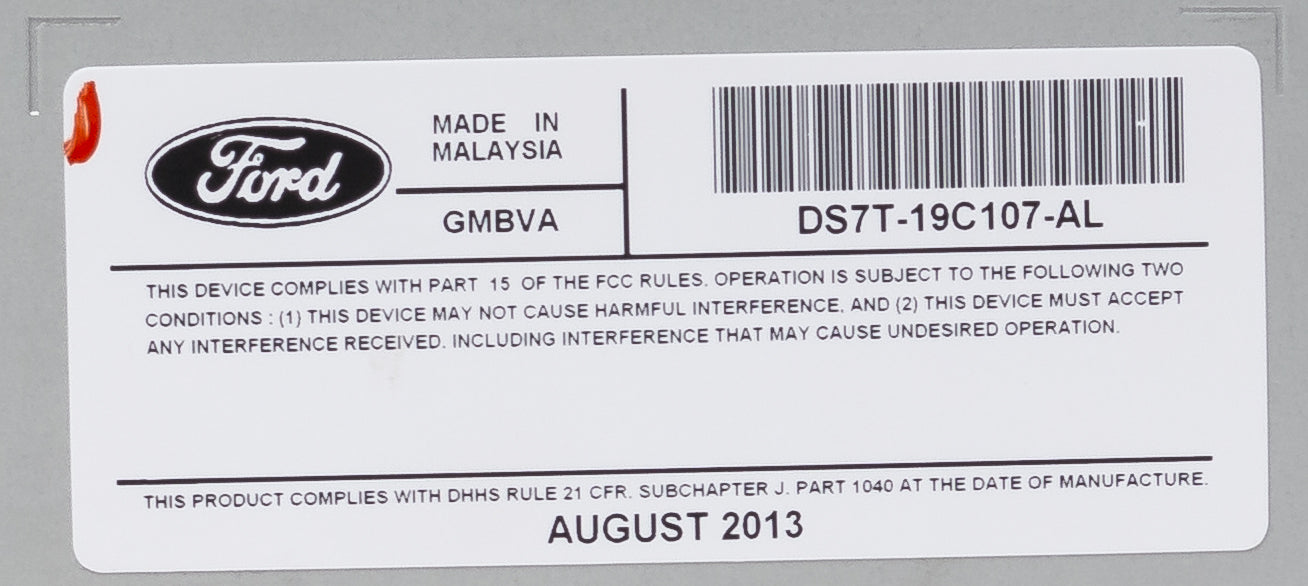 Ford
MADE IN
MALAYSIA
GMBVA
DS7T-19C107-AL
THIS DEVICE COMPLIES WITH PART 15 OF THE FCC RULES. OPERATION IS SUBJECT TO THE FOLLOWING TWO
CONDITIONS : (1) THIS DEVICE MAY NOT CAUSE HARMFUL INTERFERENCE, AND (2) THIS DEVICE MUST ACCEPT
ANY INTERFERENCE RECEIVED. INCLUDING INTERFERENCE THAT MAY CAUSE UNDESIRED OPERATION.
THIS PRODUCT COMPLIES WITH DHHS RULE 21 CFR. SUBCHAPTER J. PART 1040 AT THE DATE OF MANUFACTURE.
AUGUST 2013